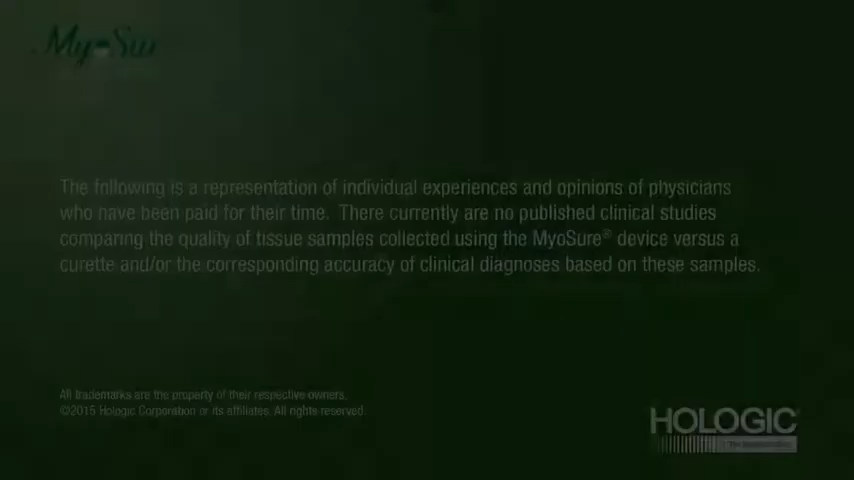 MyoSure
The following is a representation of individual experiences and opinions of physicians
who have been paid for their time. There currently are no published clinical studies
comparing the quality of tissue samples collected using the MyoSure® device versus a
curette and/or the corresponding accuracy of clinical diagnoses based on these samples.
All trademarks are the property of their respective owners.
©2015 Hologic Corporation or its affiliates. All rights reserved.
HOLOGIC®